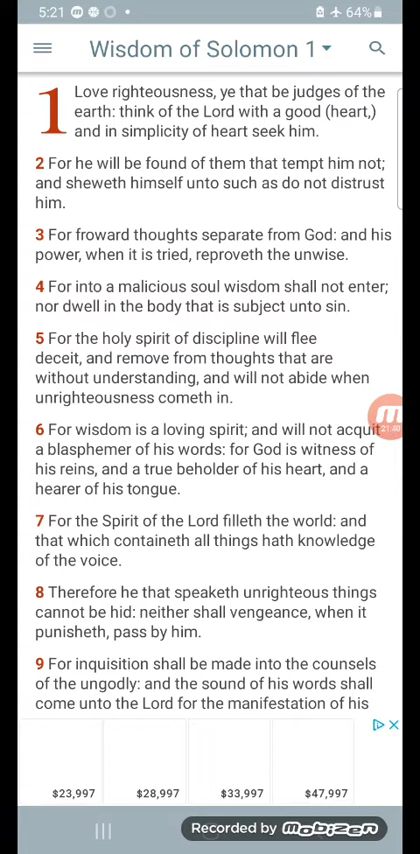 5:21 64%
Wisdom of Solomon 1
1 Love righteousness, ye that be judges of the
earth: think of the Lord with a good (heart,)
and in simplicity of heart seek him.
2 For he will be found of them that tempt him not;
and sheweth himself unto such as do not distrust
him.
3 For froward thoughts separate from God: and his
power, when it is tried, reproveth the unwise.
4 For into a malicious soul wisdom shall not enter;
nor dwell in the body that is subject unto sin.
5 For the holy spirit of discipline will flee
deceit, and remove from thoughts that are
without understanding, and will not abide when
unrighteousness cometh in.
6 For wisdom is a loving spirit; and will not acquit
a blasphemer of his words: for God is witness of
his reins, and a true beholder of his heart, and a
hearer of his tongue.
21:40
7 For the Spirit of the Lord filleth the world: and
that which containeth all things hath knowledge
of the voice.
8 Therefore he that speaketh unrighteous things
cannot be hid: neither shall vengeance, when it
punisheth, pass by him.
9 For inquisition shall be made into the counsels
of the ungodly: and the sound of his words shall
come unto the Lord for the manifestation of his
$23,997 $28,997 $33,997 $47,997
Recorded by mobizen